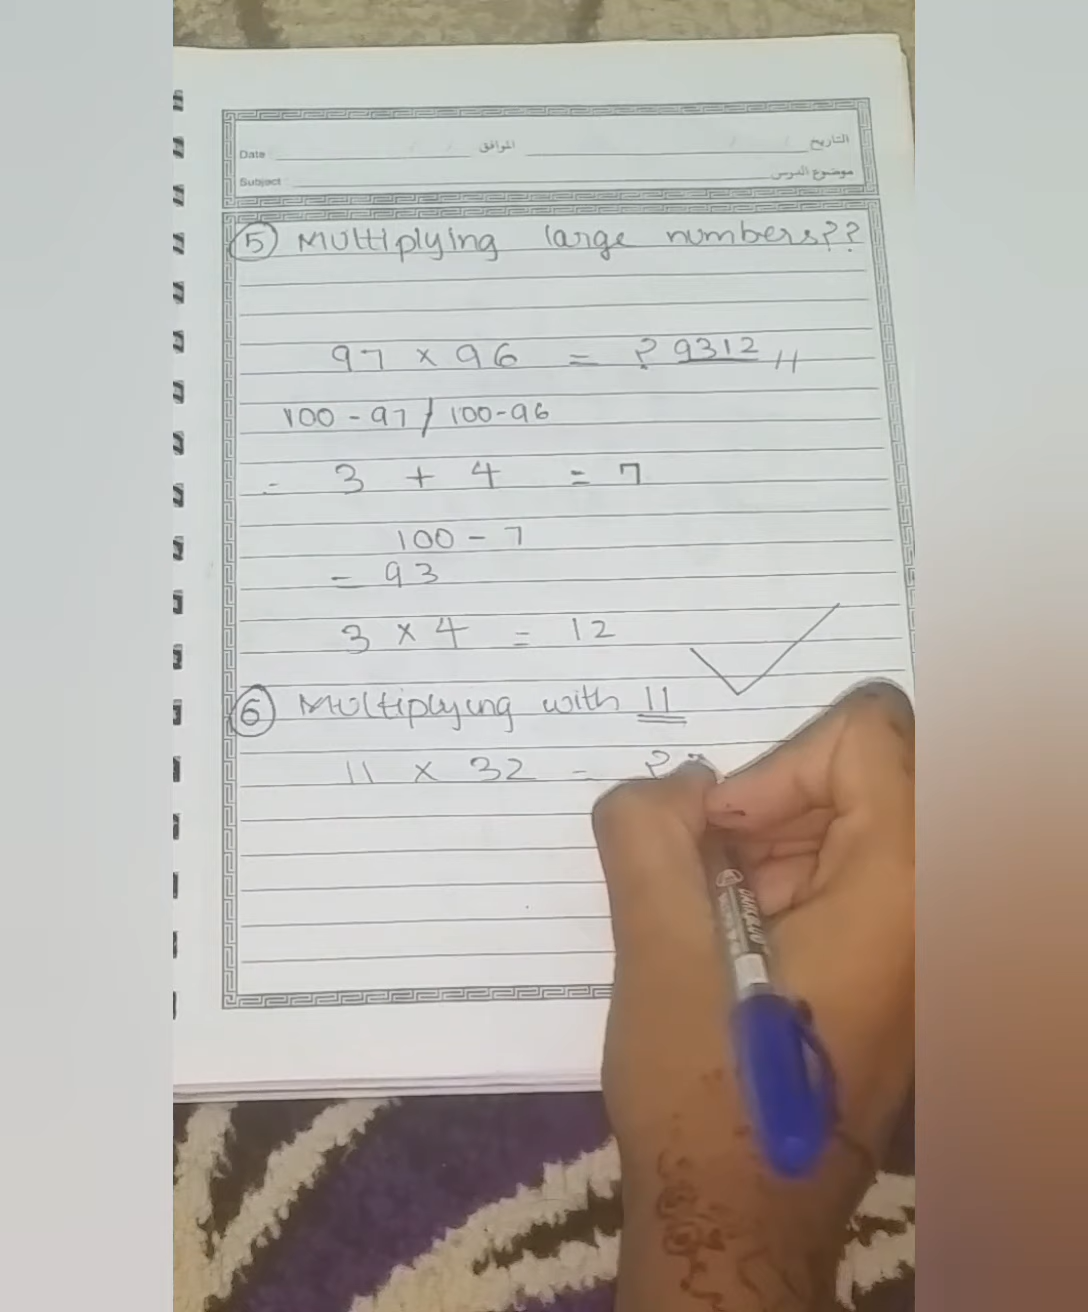 Date التاريخ الموافق
Subject موضوع الدرس
5 Multiplying large numbers??
97 × 96 = ? 9312 //
100 - 97 / 100-96
= 3 + 4 = 7
100 - 7
= 93
3 × 4 = 12
6 Multiplying with 11
11 × 32 = ?